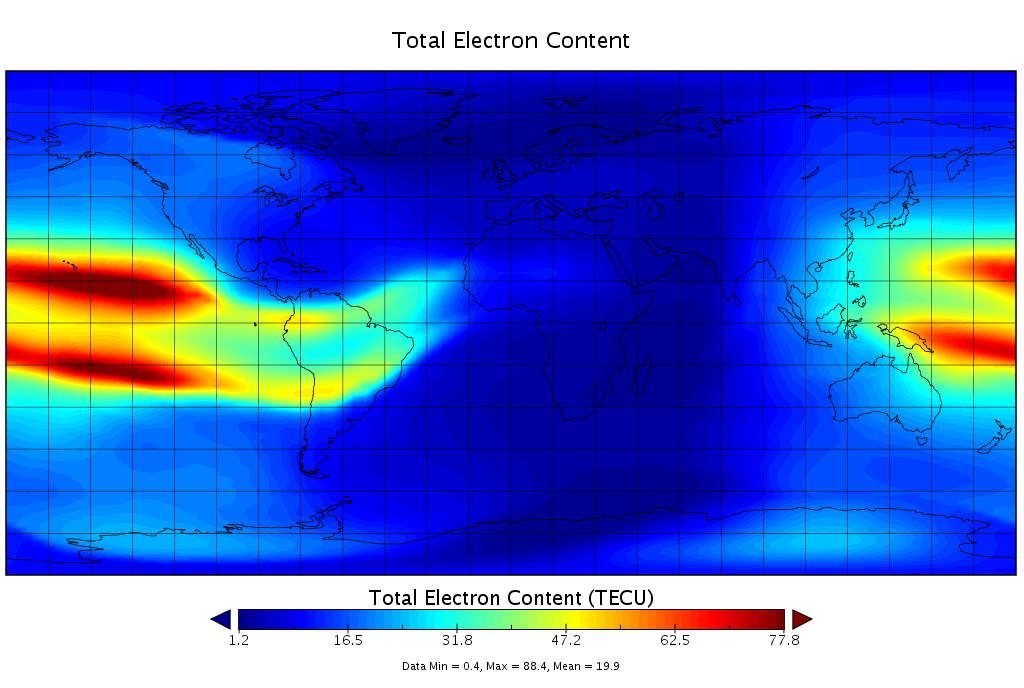 Total Electron Content
Total Electron Content (TECU)
1.2 16.5 31.8 47.2 62.5 77.8
Data Min = 0.4, Max = 88.4, Mean = 19.9